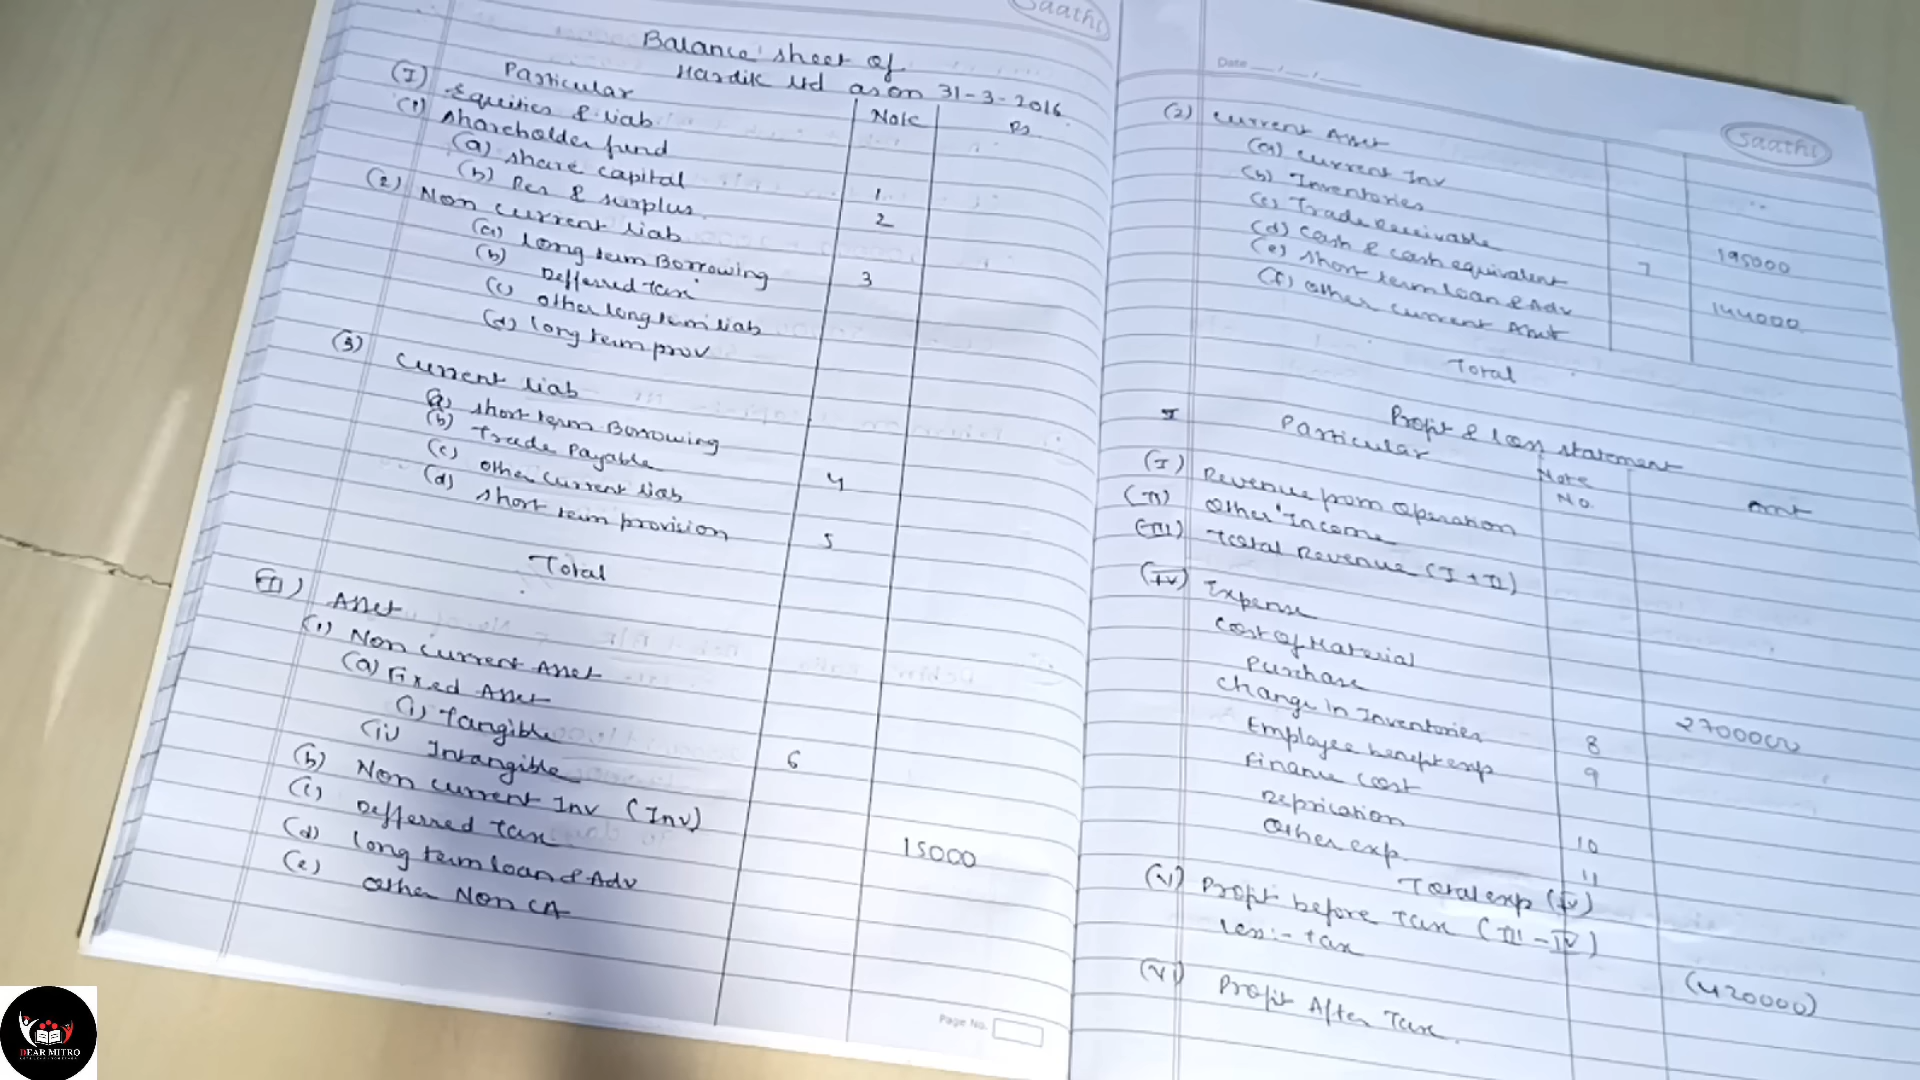 Saathi
Balance sheet of
Hardik ltd as on 31-3-2016
Particular Note Rs.
(I) Equities & liab
(1) Shareholder fund
(a) share capital 1
(b) Res & surplus 2
(2) Non current liab
(a) long term Borrowing 3
(b) Defferred tax
(c) other long term liab
(d) long term prov
(3) Current liab
(a) short term Borrowing
(b) Trade Payable 4
(c) other current liab
(d) short term provision 5
Total
(II) Asset
(1) Non current Asset
(a) Fixed Asset
(i) tangible 6
(ii Intangible
(b) Non current Inv (Inv) 15000
(c) Defferred tax
(d) long term loan & Adv
(e) other Non CA
Page No.
Date
Saathi
(2) Current Asset
(a) current Inv
(b) Inventories 195000
(c) Trade Receivable 7
(d) cash & cash equivalent 144000
(e) short term loan & Adv
(f) other current Asset
Total
Profit & loss statement
Particular Note No. Amt
(I) Revenue from Operation
(II) Other Income
(III) Total Revenue (I + II)
(IV) Expense
Cost Of Material
Purchase 2700000
Change in Inventories 8
Employee benefit exp 9
Finance cost
Deprication 10
Other exp. 11
Total exp (IV)
(V) Profit before Tax (III - IV)
less:- tax (420000)
(VI) Profit After Tax.
DEAR MITRO